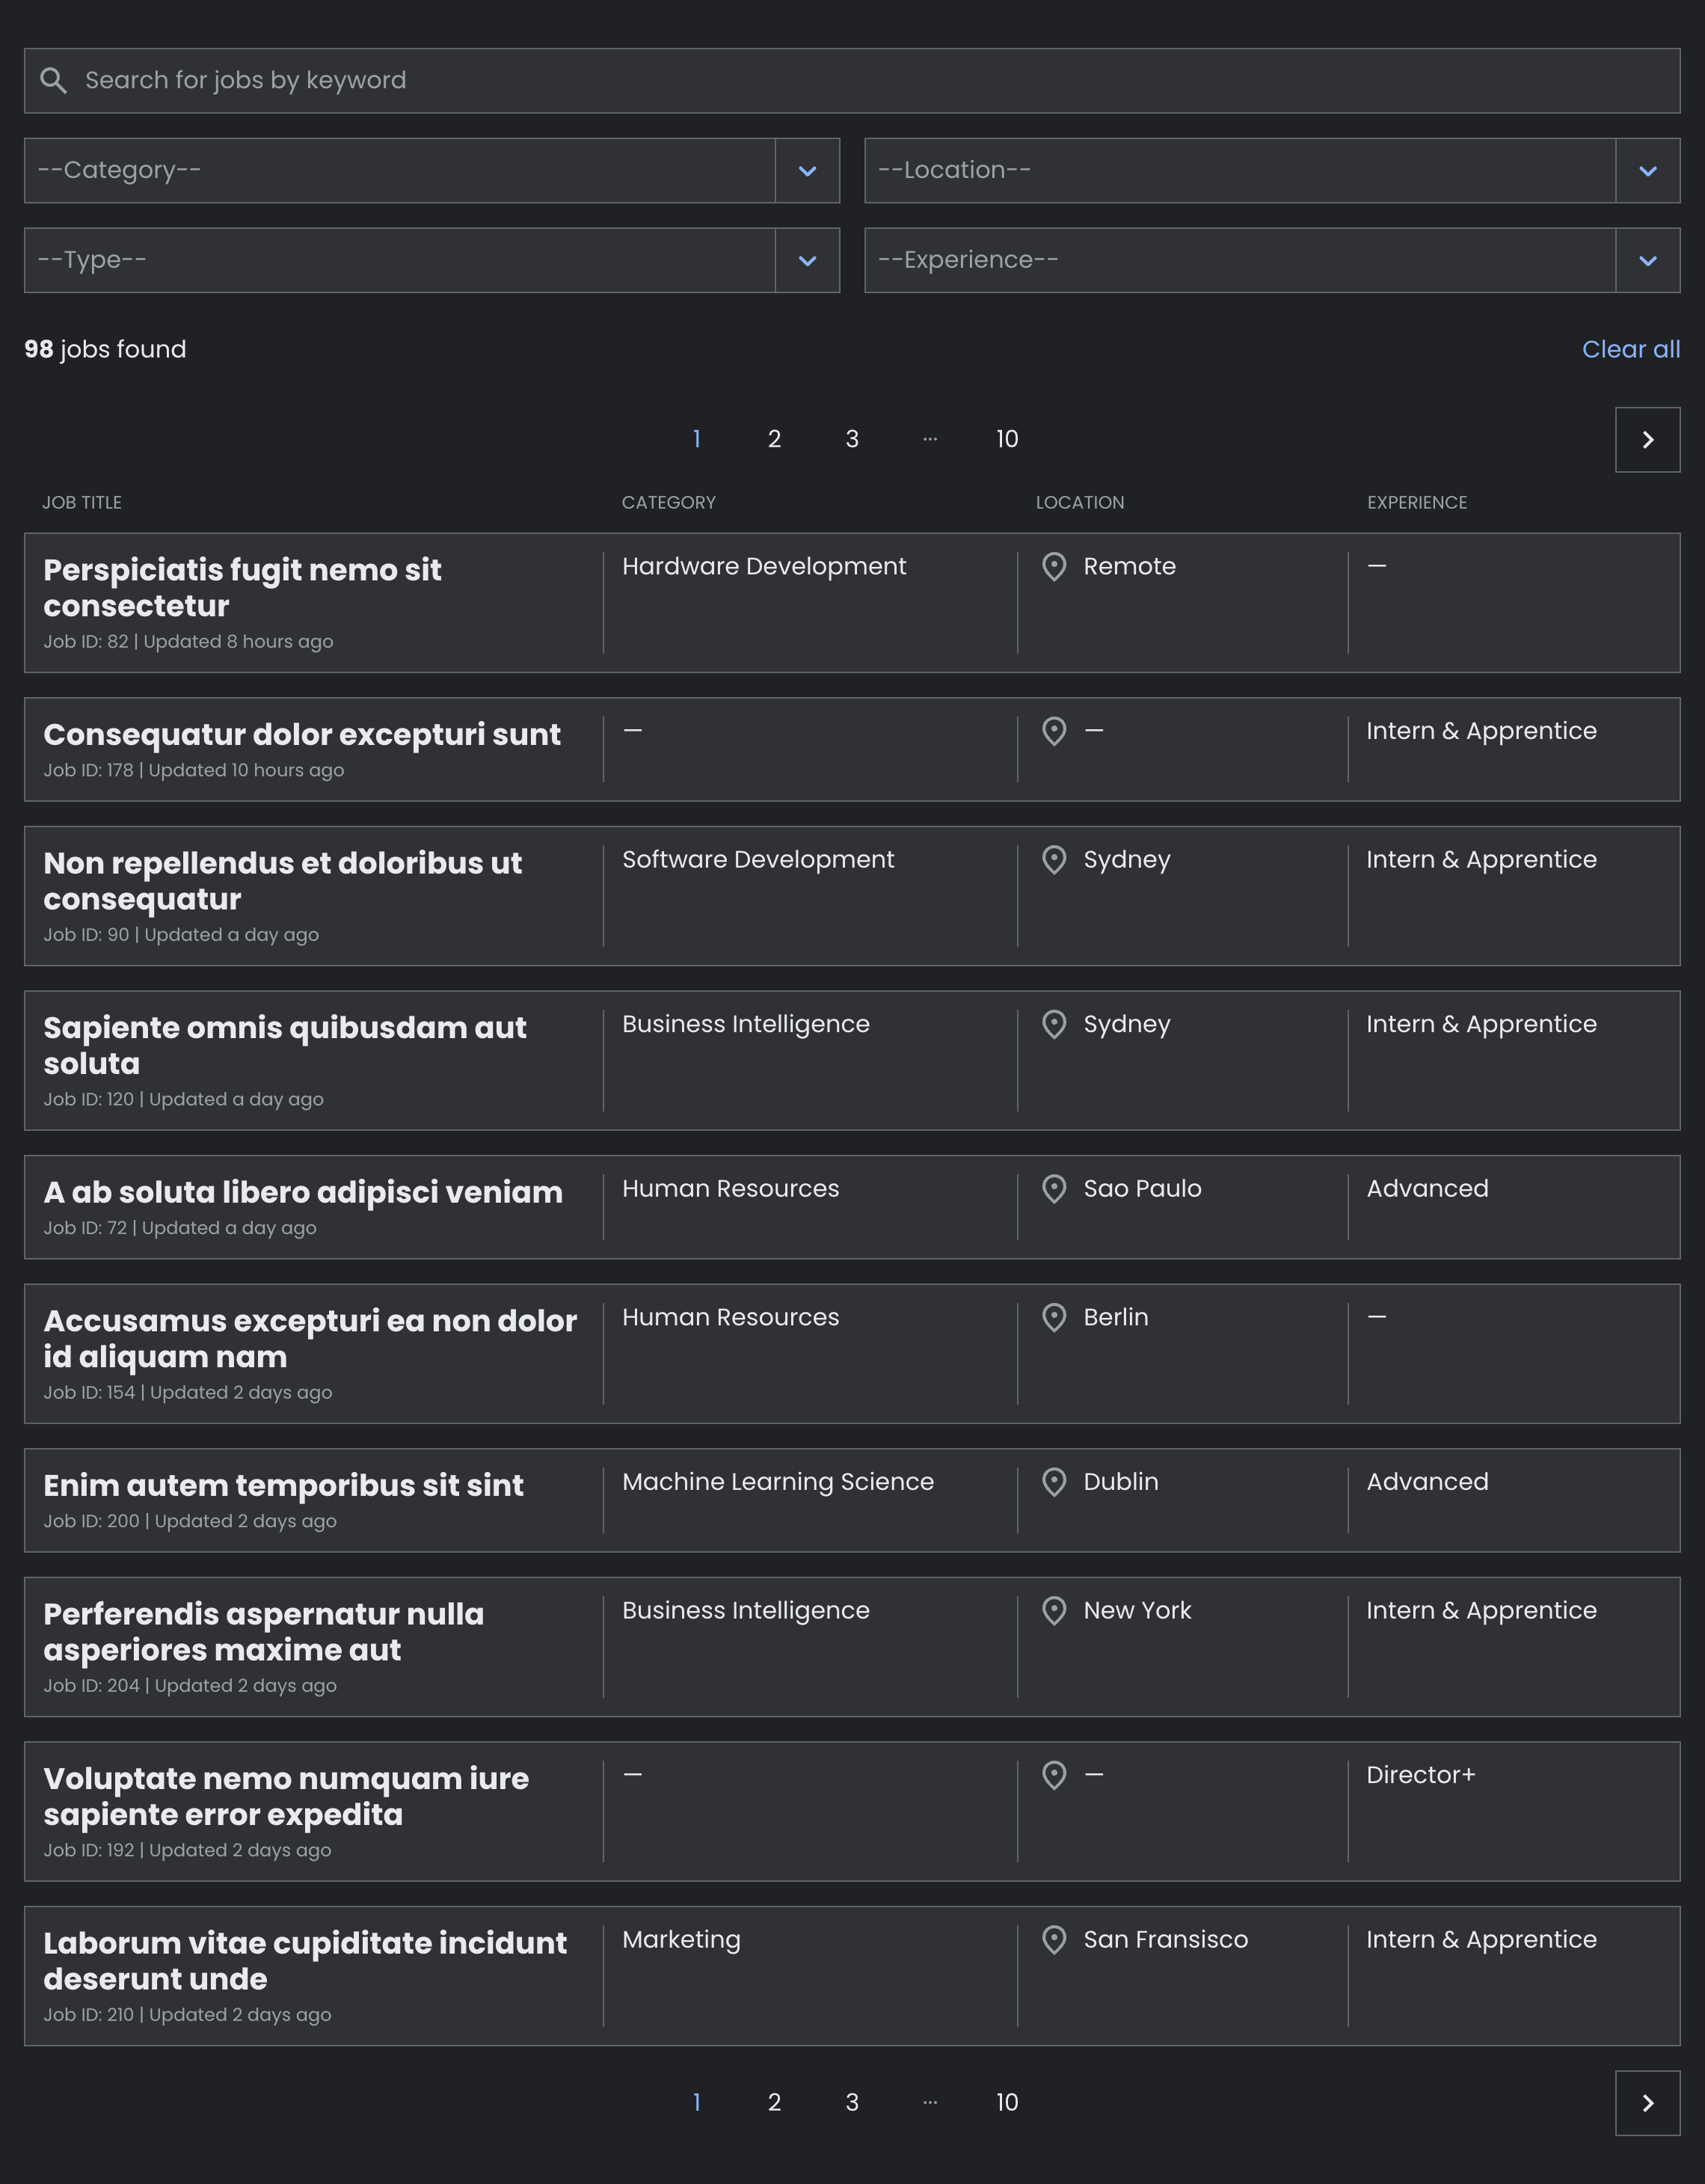 Search for jobs by keyword
--Category--
--Location--
--Type--
--Experience--
98 jobs found
Clear all
1 2 3 ... 10
JOB TITLE CATEGORY LOCATION EXPERIENCE
Perspiciatis fugit nemo sit
consectetur
Job ID: 82 | Updated 8 hours ago
Hardware Development
Remote
—
Consequatur dolor excepturi sunt
Job ID: 178 | Updated 10 hours ago
—
—
Intern & Apprentice
Non repellendus et doloribus ut
consequatur
Job ID: 90 | Updated a day ago
Software Development
Sydney
Intern & Apprentice
Sapiente omnis quibusdam aut
soluta
Job ID: 120 | Updated a day ago
Business Intelligence
Sydney
Intern & Apprentice
A ab soluta libero adipisci veniam
Job ID: 72 | Updated a day ago
Human Resources
Sao Paulo
Advanced
Accusamus excepturi ea non dolor
id aliquam nam
Job ID: 154 | Updated 2 days ago
Human Resources
Berlin
—
Enim autem temporibus sit sint
Job ID: 200 | Updated 2 days ago
Machine Learning Science
Dublin
Advanced
Perferendis aspernatur nulla
asperiores maxime aut
Job ID: 204 | Updated 2 days ago
Business Intelligence
New York
Intern & Apprentice
Voluptate nemo numquam iure
sapiente error expedita
Job ID: 192 | Updated 2 days ago
—
—
Director+
Laborum vitae cupiditate incidunt
deserunt unde
Job ID: 210 | Updated 2 days ago
Marketing
San Fransisco
Intern & Apprentice
1 2 3 ... 10